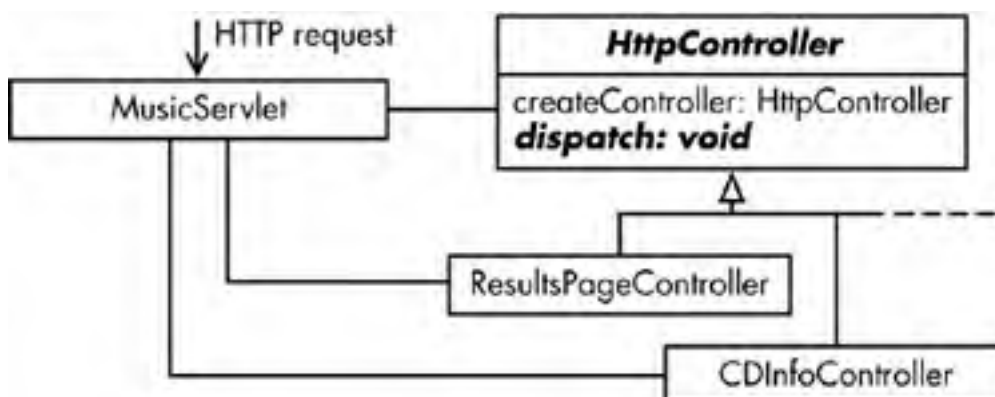 HTTP request
HttpController
MusicServlet
createController: HttpController
dispatch: void
ResultsPageController
CDInfoController